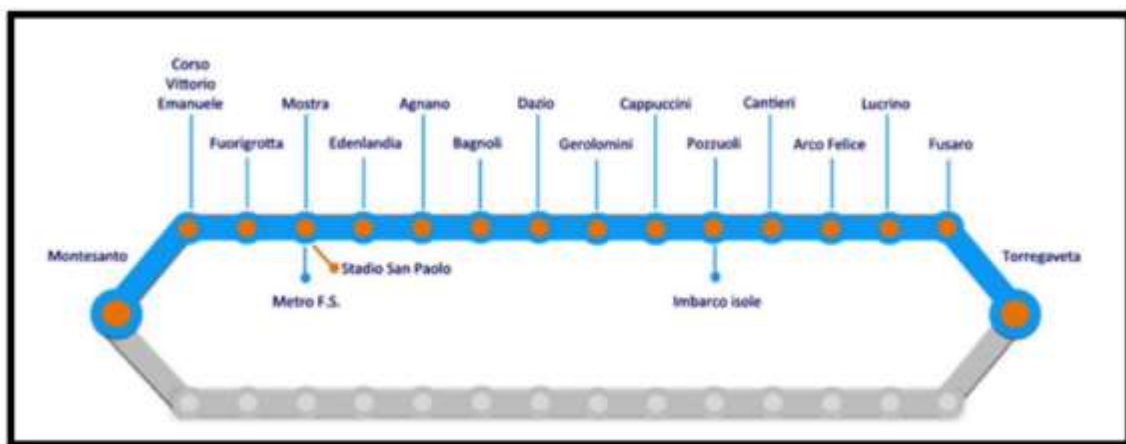 Corso
Vittorio
Emanuele
Mostra
Agnano
Dazio
Cappuccini
Cantieri
Lucrino
Fuorigrotta
Edenlandia
Bagnoli
Gerolomini
Pozzuoli
Arco Felice
Fusaro
Montesanto
Torregaveta
Stadio San Paolo
Metro F.S.
Imbarco isole